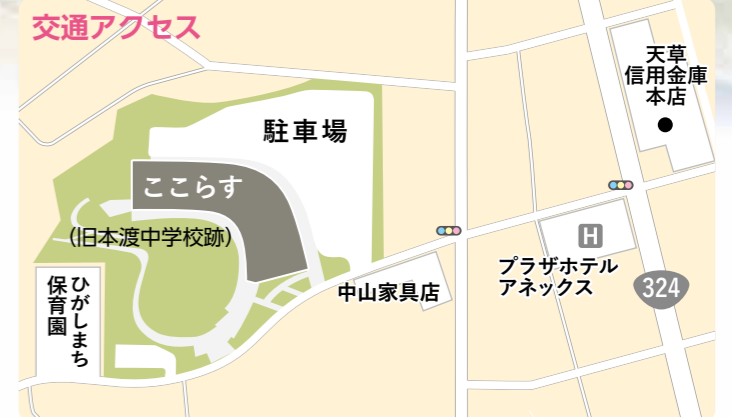 交通アクセス
天草
信用金庫
本店
駐車場
ここらす
(旧本渡中学校跡)
H
プラザホテル
アネックス
324
中山家具店
ひがしまち
保育園